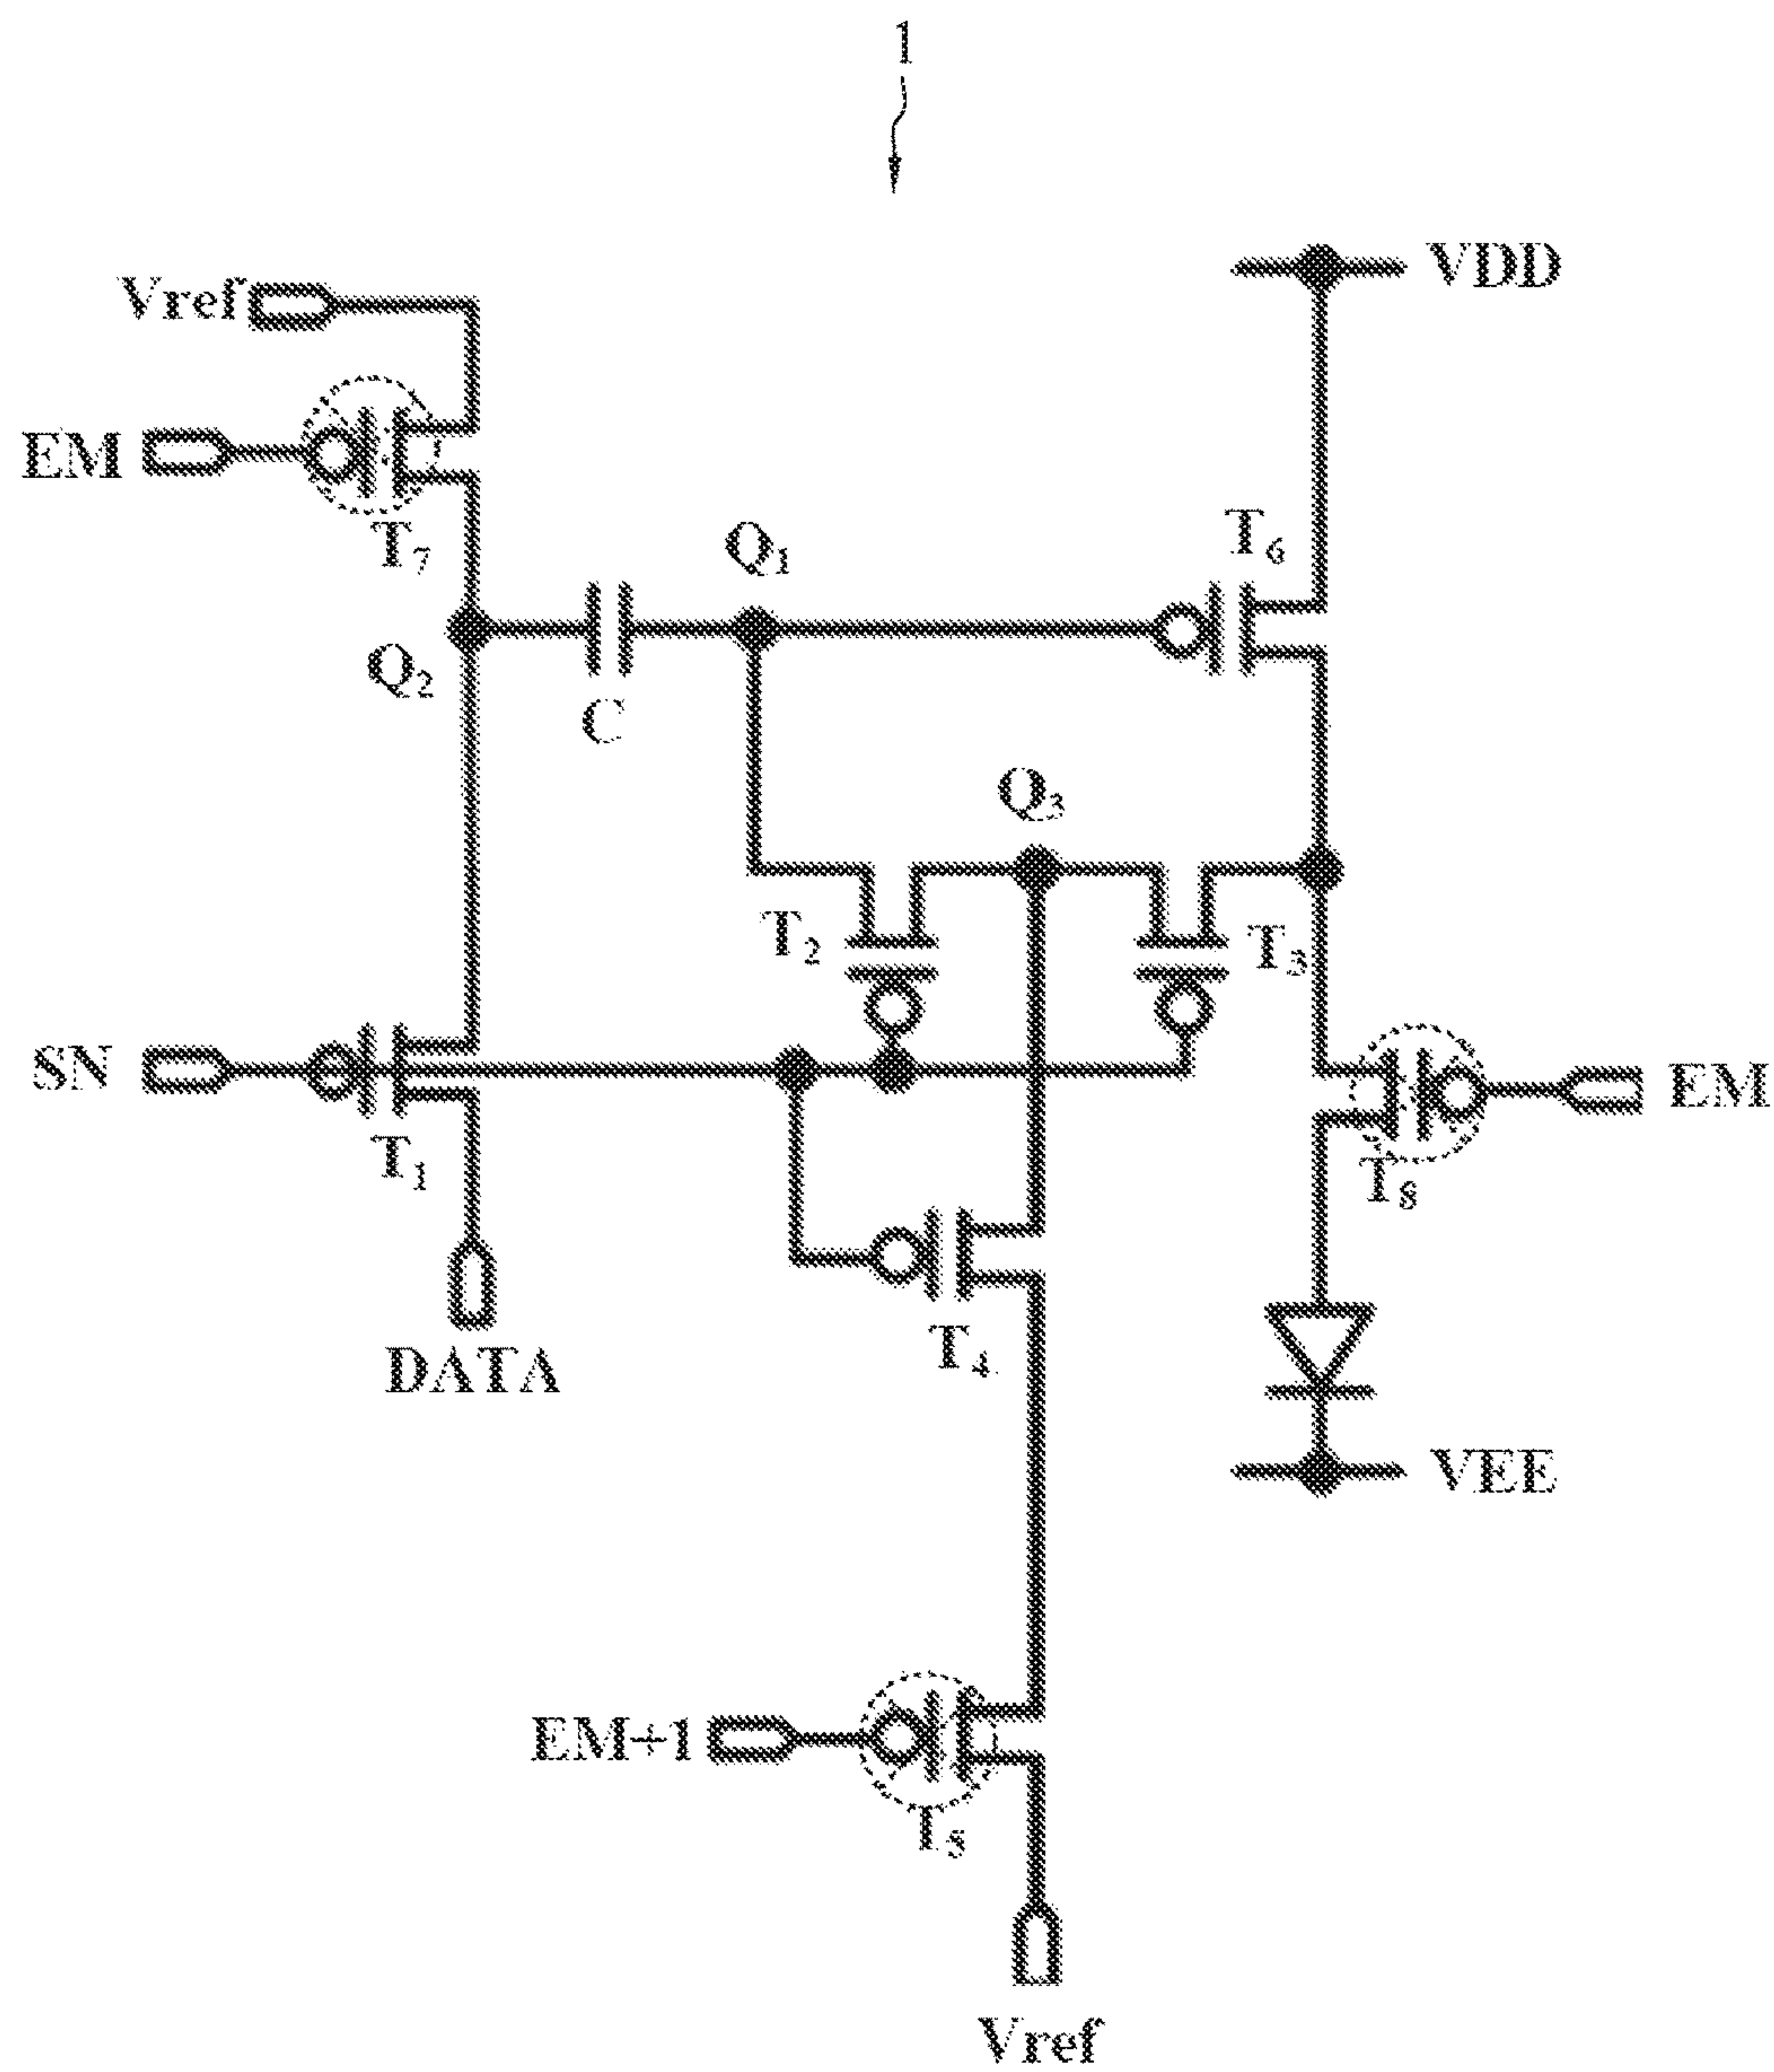 1
VDD
Vref
EM
T7
Q1
T6
Q2
C
Q3
T2
T3
SN
EM
T1
T8
T4
DATA
VEE
EM+1
T5
Vref